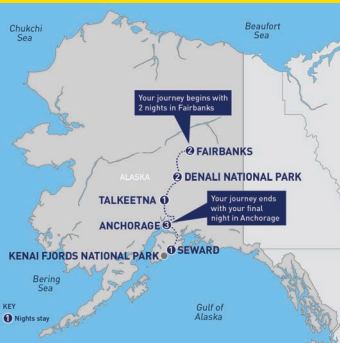 Chukchi
Sea
Beaufort
Sea
Your journey begins with
2 nights in Fairbanks
2 FAIRBANKS
ALASKA
2 DENALI NATIONAL PARK
TALKEETNA 1
Your journey ends
with your final
night in Anchorage
ANCHORAGE 3
1 SEWARD
KENAI FJORDS NATIONAL PARK
Bering
Sea
Gulf of
Alaska
KEY
1 Nights stay